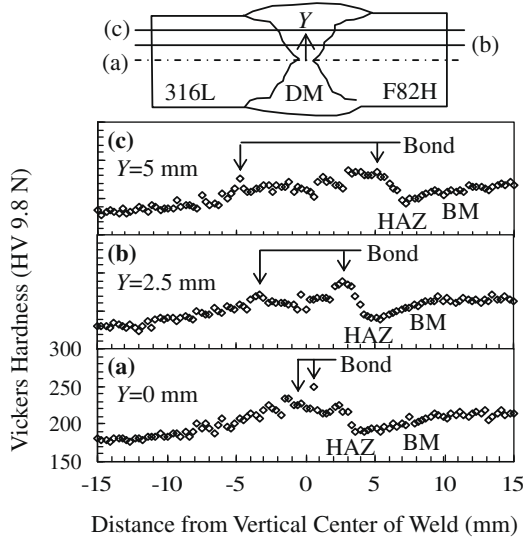 (c)
Y
(b)
(a)
316L
DM
F82H
(c)
Y=5 mm
Bond
HAZ
BM
(b)
Y=2.5 mm
Bond
HAZ
BM
300
(a)
Y=0 mm
Bond
250
200
HAZ
BM
150
-15 -10 -5 0 5 10 15
Distance from Vertical Center of Weld (mm)
Vickers Hardness (HV 9.8 N)